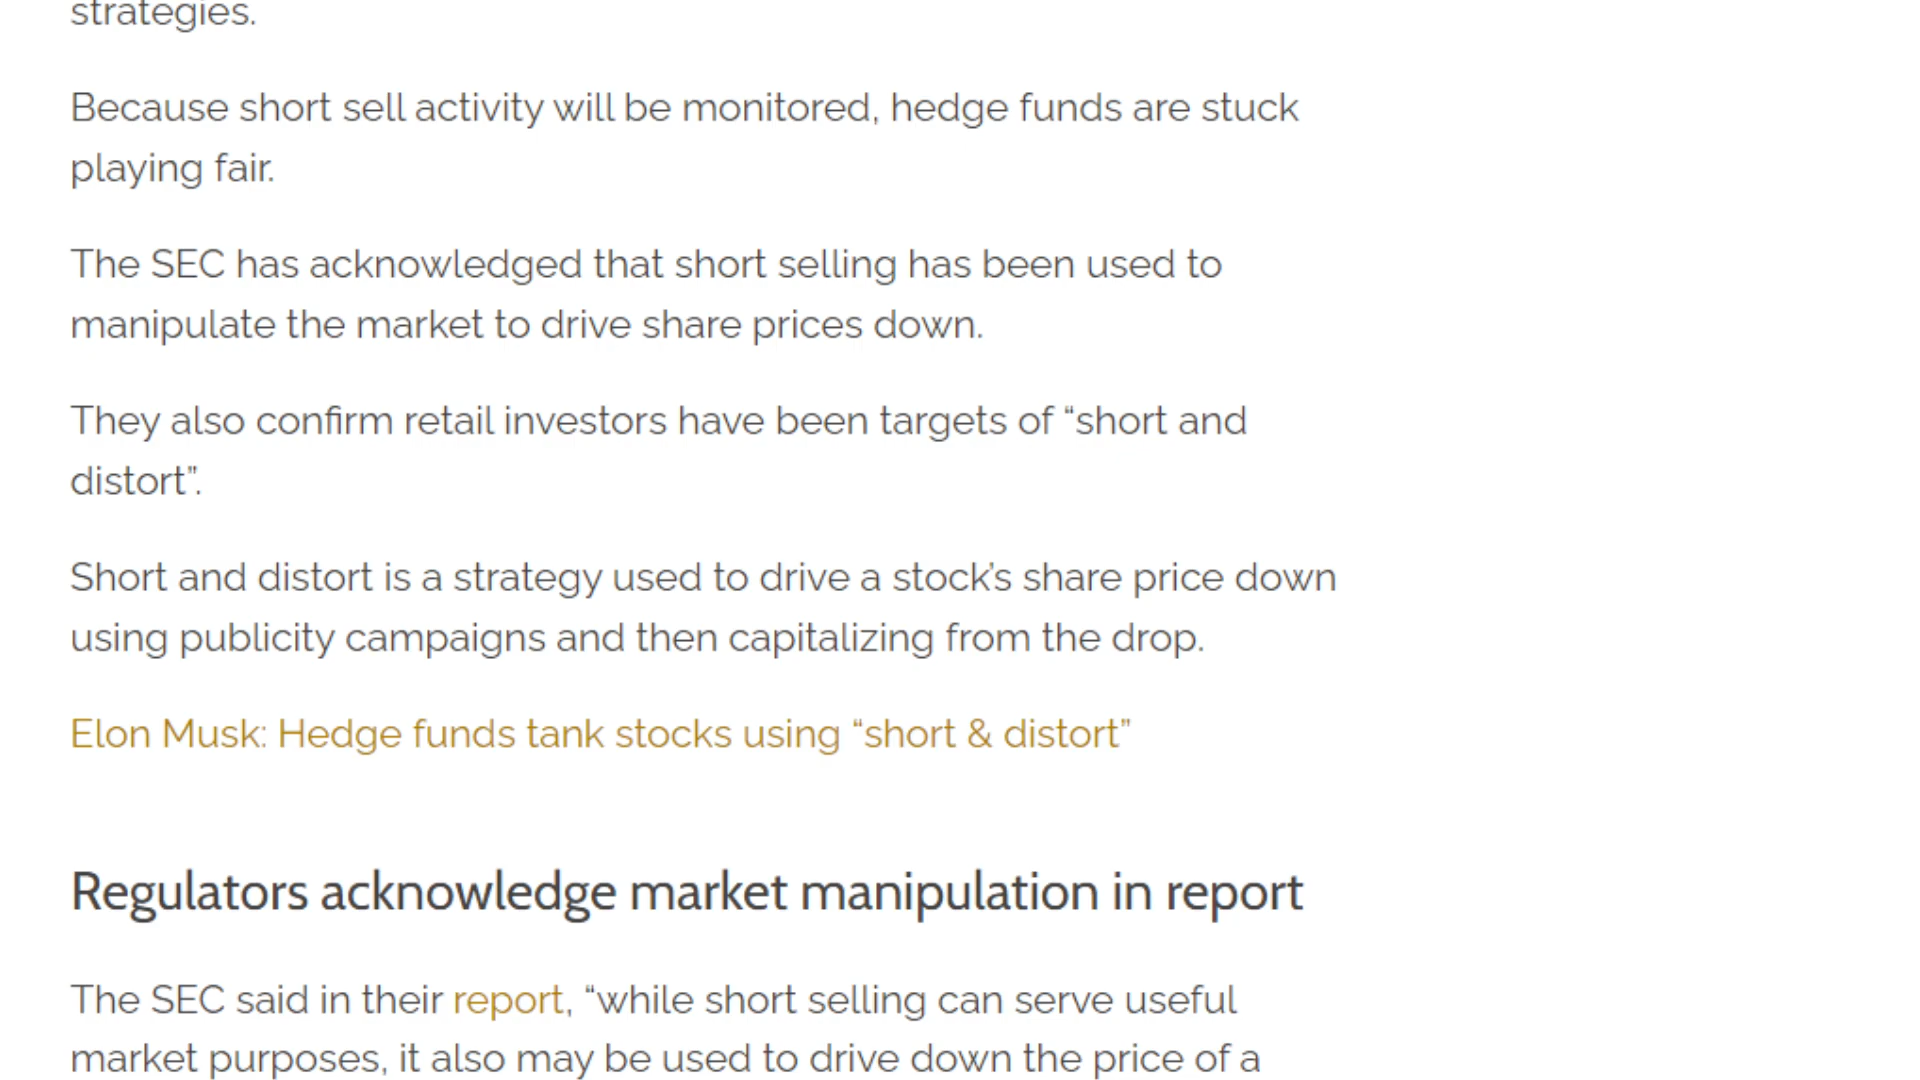 strategies.
Because short sell activity will be monitored, hedge funds are stuck
playing fair.
The SEC has acknowledged that short selling has been used to
manipulate the market to drive share prices down.
They also confirm retail investors have been targets of “short and
distort”.
Short and distort is a strategy used to drive a stock’s share price down
using publicity campaigns and then capitalizing from the drop.
Elon Musk: Hedge funds tank stocks using “short & distort”
Regulators acknowledge market manipulation in report
The SEC said in their report, “while short selling can serve useful
market purposes, it also may be used to drive down the price of a